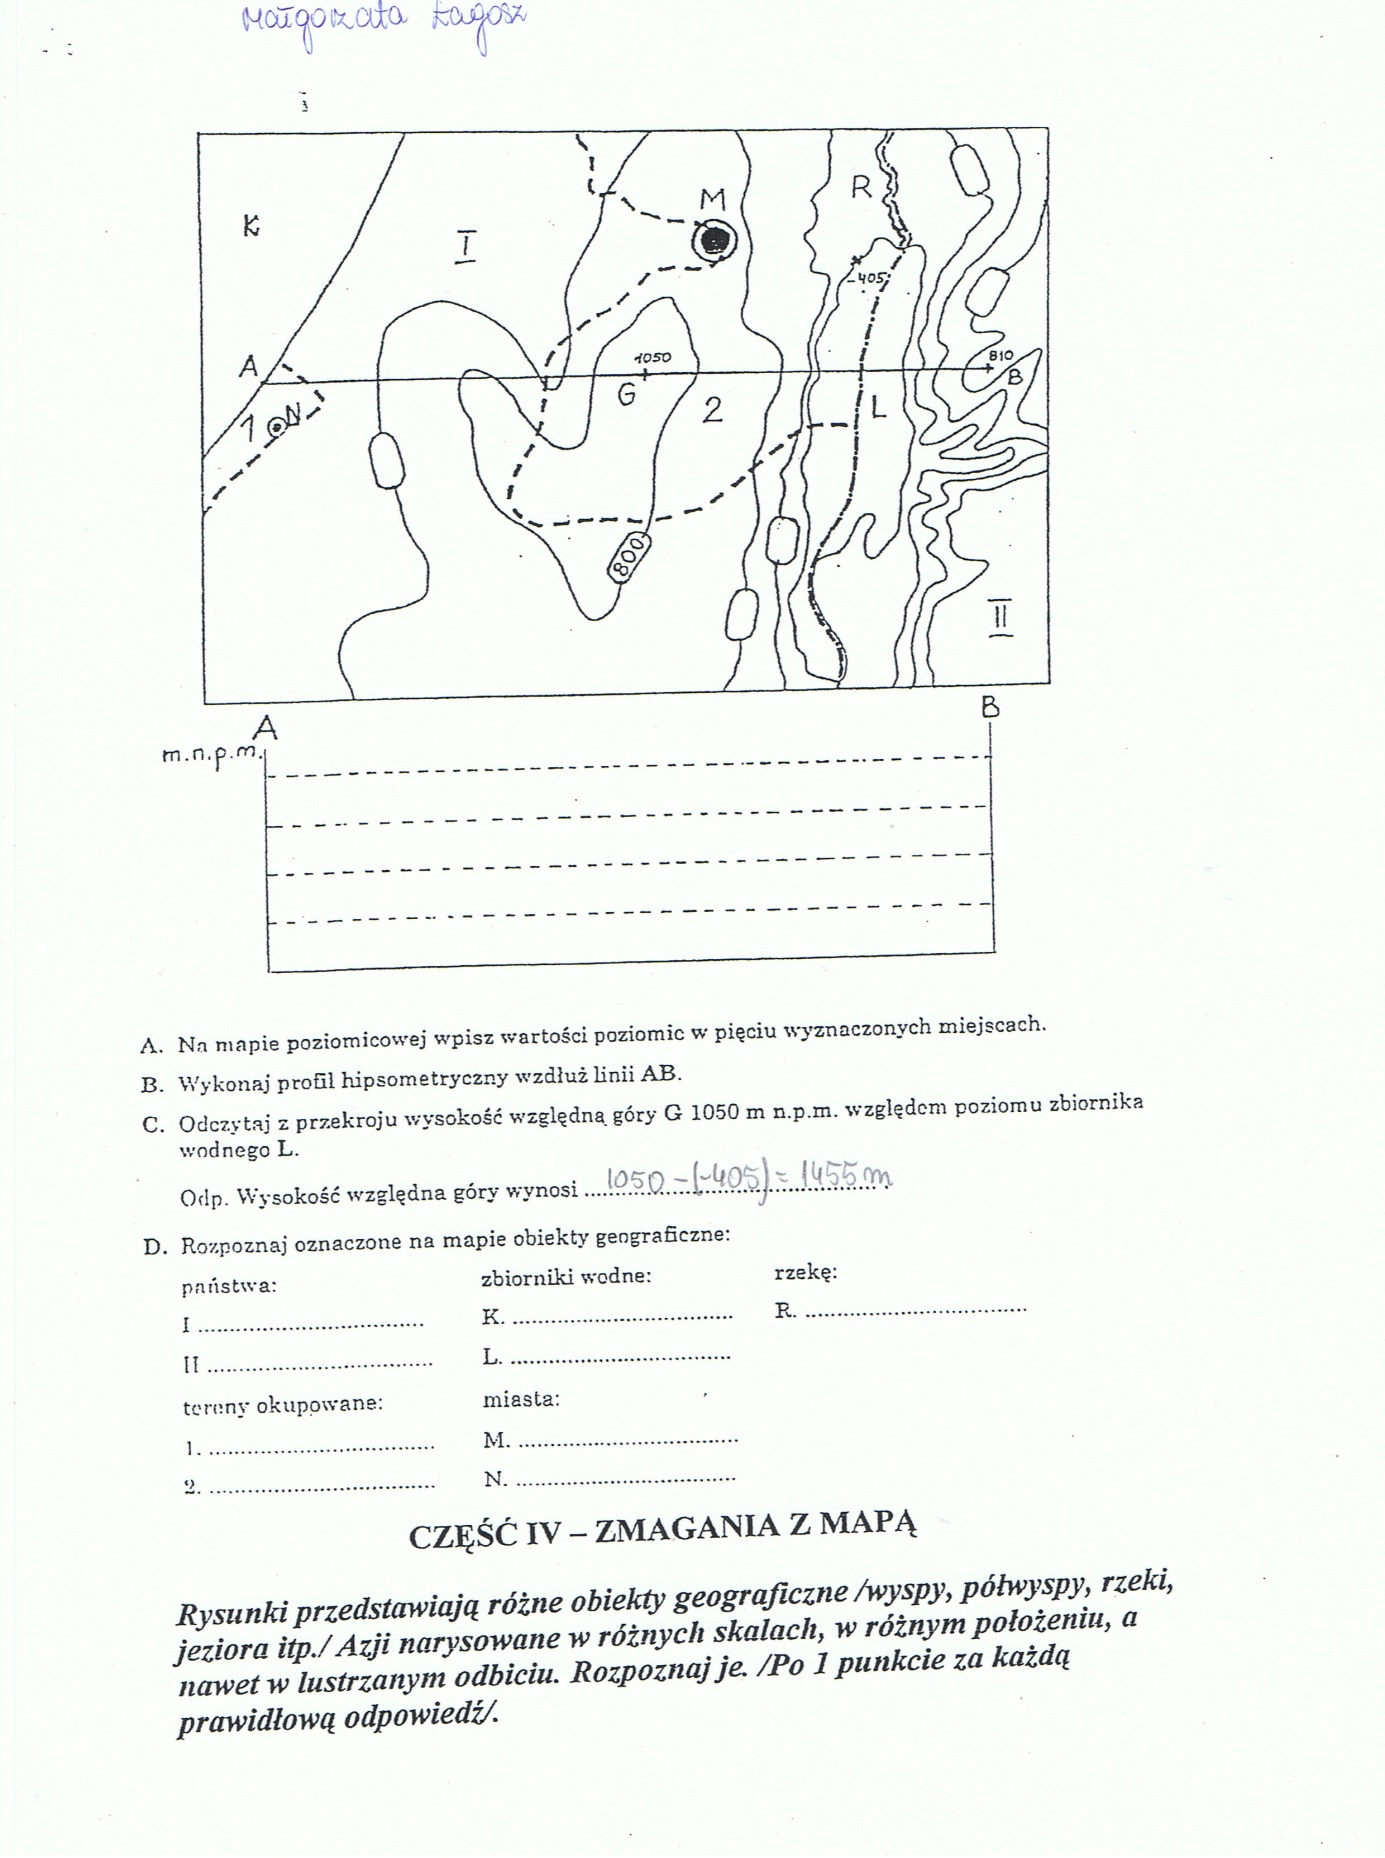 Małgorzata Łagosz
K
I
M
R
-405
A
1050
G
2
810
B
1
N
L
800
II
A
B
m.n.p.m.
A. Na mapie poziomicowej wpisz wartości poziomic w pięciu wyznaczonych miejscach.
B. Wykonaj profil hipsometryczny wzdłuż linii AB.
C. Odczytaj z przekroju wysokość względną góry G 1050 m n.p.m. względem poziomu zbiornika
wodnego L.
Odp. Wysokość względna góry wynosi ....1050-(-405)= 1455m....
D. Rozpoznaj oznaczone na mapie obiekty geograficzne:
państwa: zbiorniki wodne: rzekę:
I .................................. K. .................................. R. ..................................
II .................................. L. ..................................
tereny okupowane: miasta:
1. .................................. M. ..................................
2. .................................. N. ..................................
CZĘŚĆ IV – ZMAGANIA Z MAPĄ
Rysunki przedstawiają różne obiekty geograficzne /wyspy, półwyspy, rzeki,
jeziora itp./ Azji narysowane w różnych skalach, w różnym położeniu, a
nawet w lustrzanym odbiciu. Rozpoznaj je. /Po 1 punkcie za każdą
prawidłową odpowiedź/.